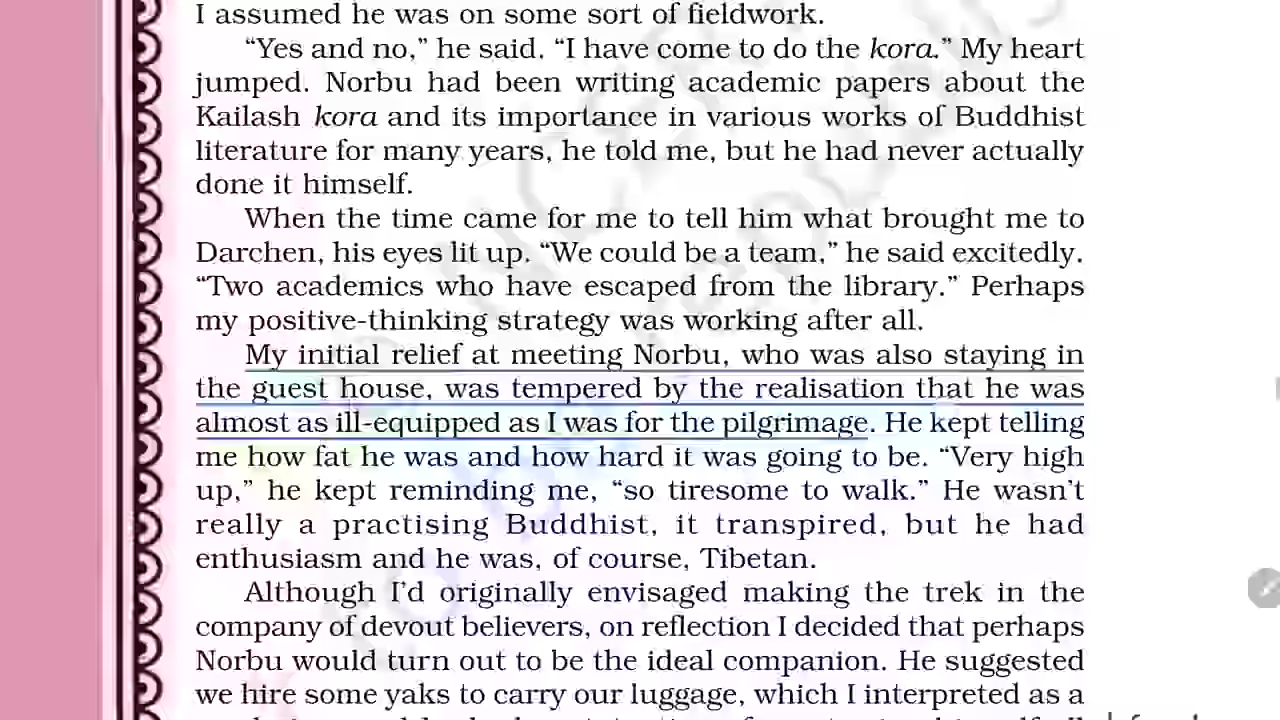 I assumed he was on some sort of fieldwork.
“Yes and no,” he said. “I have come to do the kora.” My heart
jumped. Norbu had been writing academic papers about the
Kailash kora and its importance in various works of Buddhist
literature for many years, he told me, but he had never actually
done it himself.
When the time came for me to tell him what brought me to
Darchen, his eyes lit up. “We could be a team,” he said excitedly.
“Two academics who have escaped from the library.” Perhaps
my positive-thinking strategy was working after all.
My initial relief at meeting Norbu, who was also staying in
the guest house, was tempered by the realisation that he was
almost as ill-equipped as I was for the pilgrimage. He kept telling
me how fat he was and how hard it was going to be. “Very high
up,” he kept reminding me, “so tiresome to walk.” He wasn’t
really a practising Buddhist, it transpired, but he had
enthusiasm and he was, of course, Tibetan.
Although I’d originally envisaged making the trek in the
company of devout believers, on reflection I decided that perhaps
Norbu would turn out to be the ideal companion. He suggested
we hire some yaks to carry our luggage, which I interpreted as a